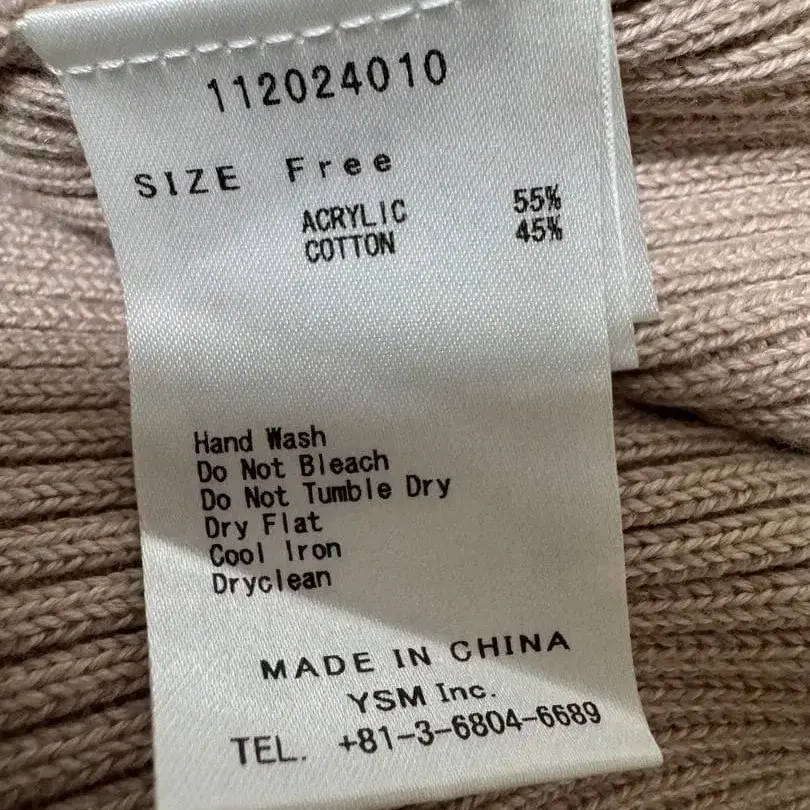 112024010
SIZE Free
ACRYLIC 55%
COTTON 45%
Hand Wash
Do Not Bleach
Do Not Tumble Dry
Dry Flat
Cool Iron
Dryclean
MADE IN CHINA
YSM Inc.
TEL. +81-3-6804-6689